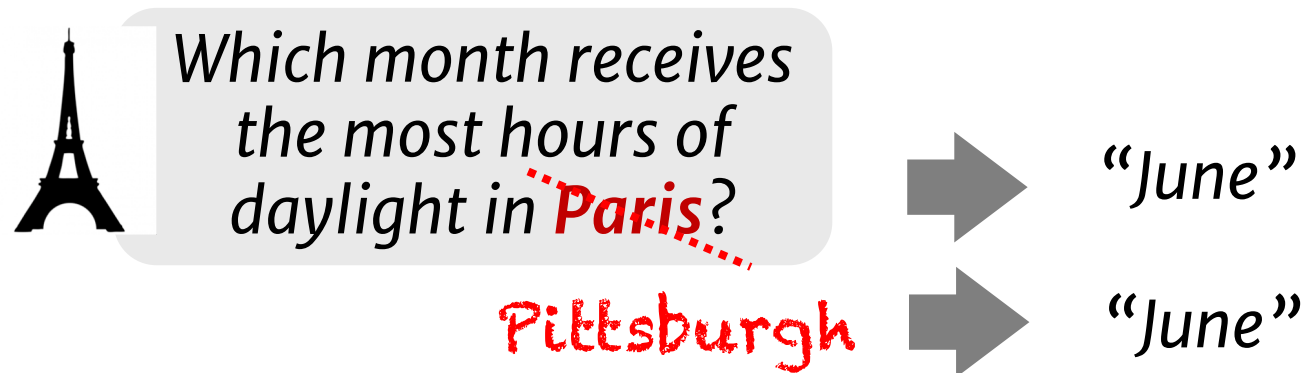 Which month receives
the most hours of
daylight in Paris?
“June”
Pittsburgh
“June”